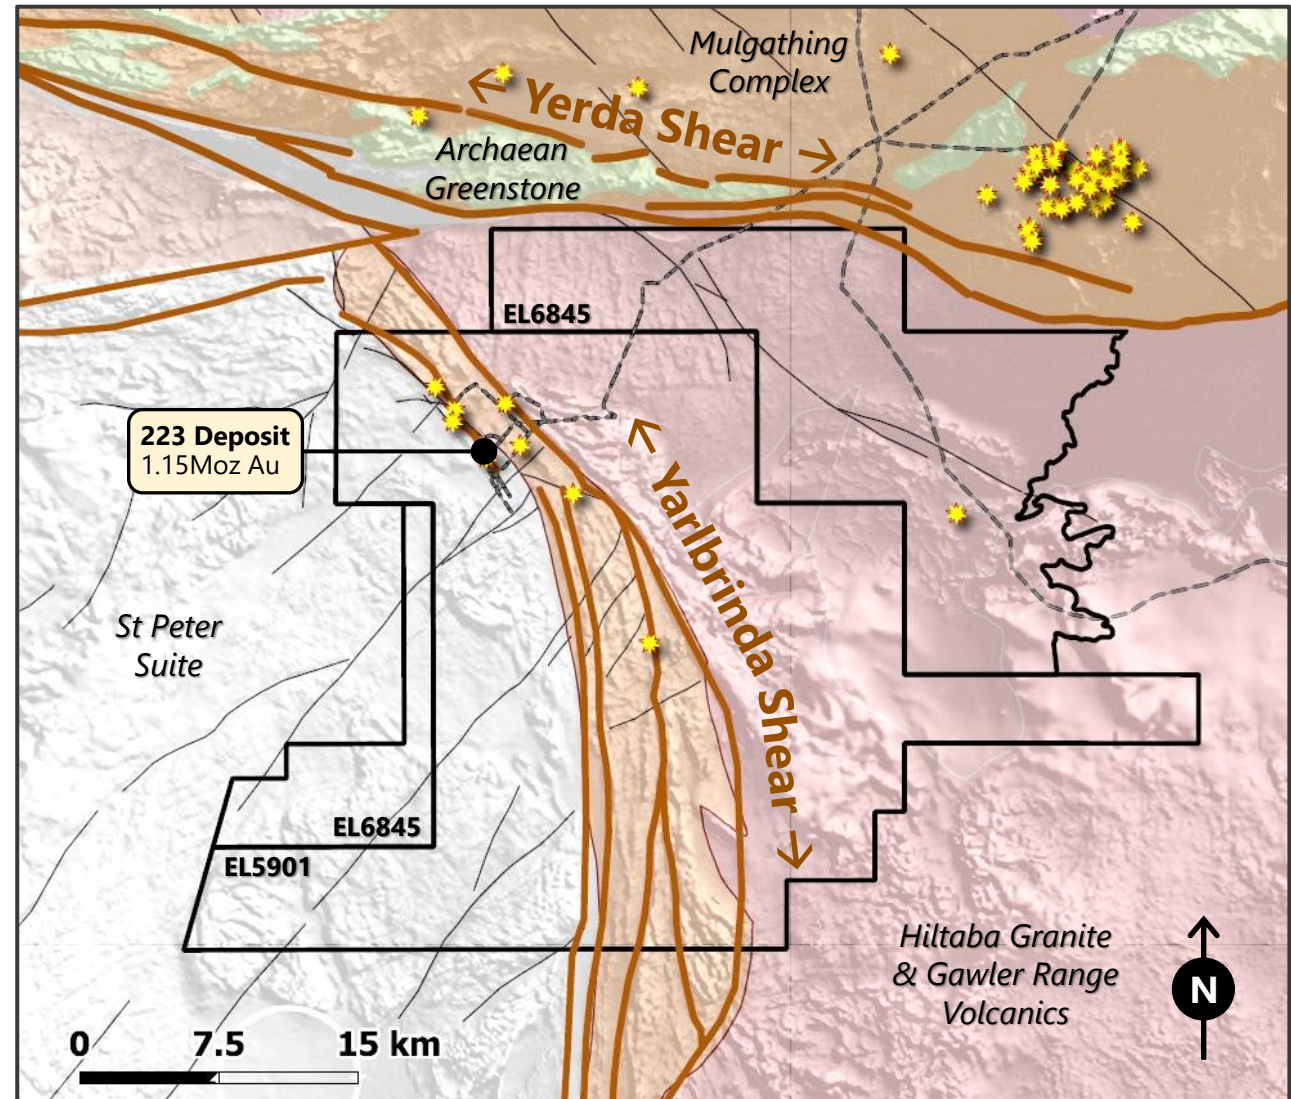 Mulgathing
Complex
← Yerda Shear →
Archaean
Greenstone
EL6845
223 Deposit
1.15Moz Au
← Yarlbrinda Shear →
St Peter
Suite
EL6845
EL5901
Hiltaba Granite
& Gawler Range
Volcanics
N
0 7.5 15 km